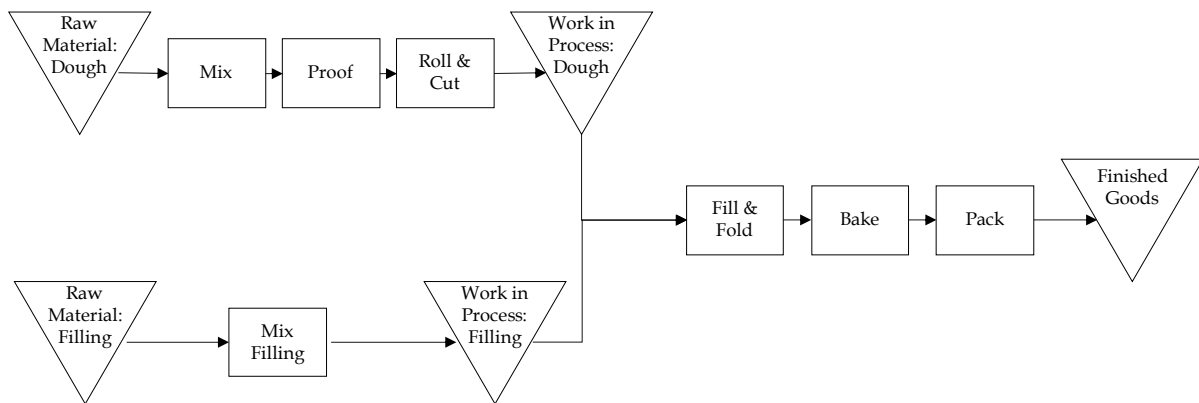 Raw
Material:
Dough
Mix
Proof
Roll &
Cut
Work in
Process:
Dough
Fill &
Fold
Bake
Pack
Finished
Goods
Raw
Material:
Filling
Mix
Filling
Work in
Process:
Filling